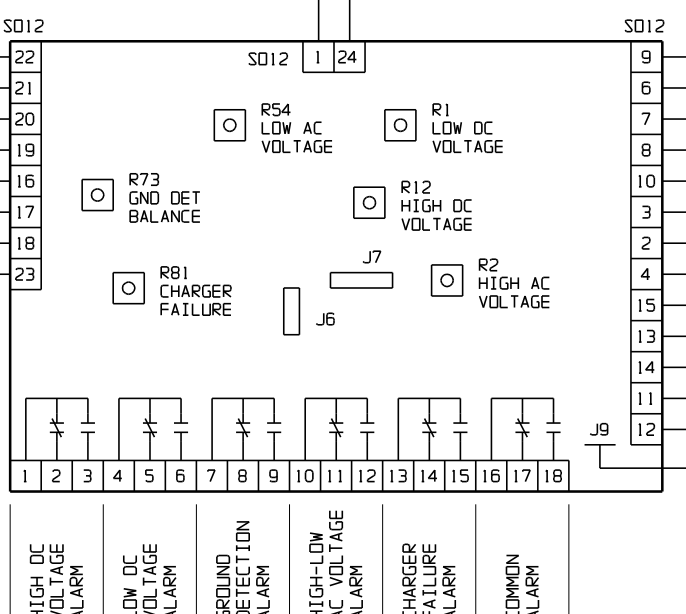 SD12
SD12
SD12
1 24
22
21
20
19
16
17
18
23
9
6
7
8
10
3
2
4
15
13
14
11
12
R54
LOW AC
VOLTAGE
R1
LOW DC
VOLTAGE
R73
GND DET
BALANCE
R12
HIGH DC
VOLTAGE
R81
CHARGER
FAILURE
J7
J6
R2
HIGH AC
VOLTAGE
J9
1 2 3 4 5 6 7 8 9 10 11 12 13 14 15 16 17 18
HIGH DC
VOLTAGE
ALARM
LOW DC
VOLTAGE
ALARM
GROUND
DETECTION
ALARM
HIGH-LOW
AC VOLTAGE
ALARM
CHARGER
FAILURE
ALARM
COMMON
ALARM